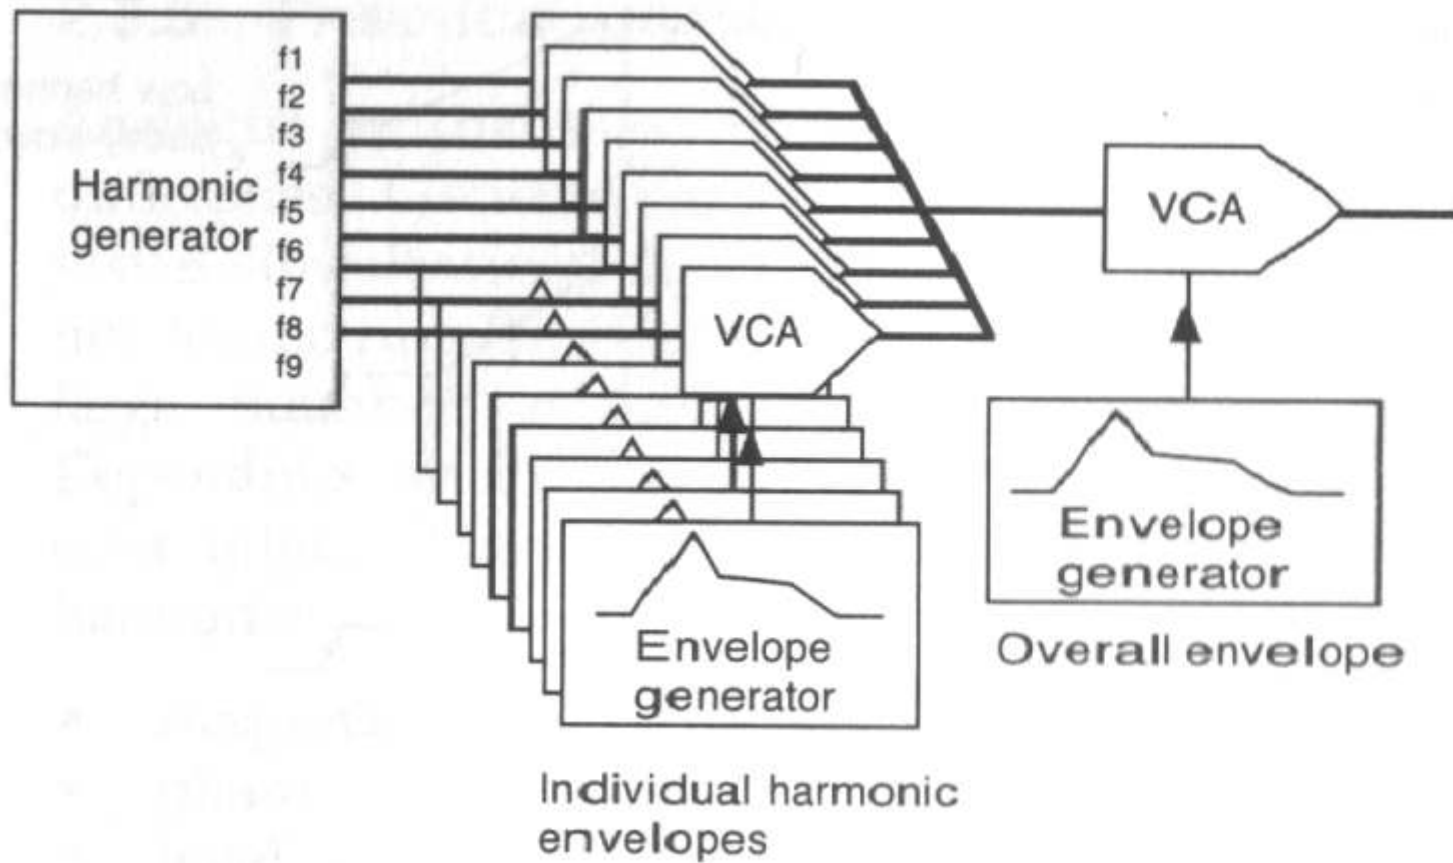 f1
f2
f3
f4
f5
f6
f7
f8
f9
Harmonic
generator
VCA
VCA
Envelope
generator
Overall envelope
Envelope
generator
Individual harmonic
envelopes